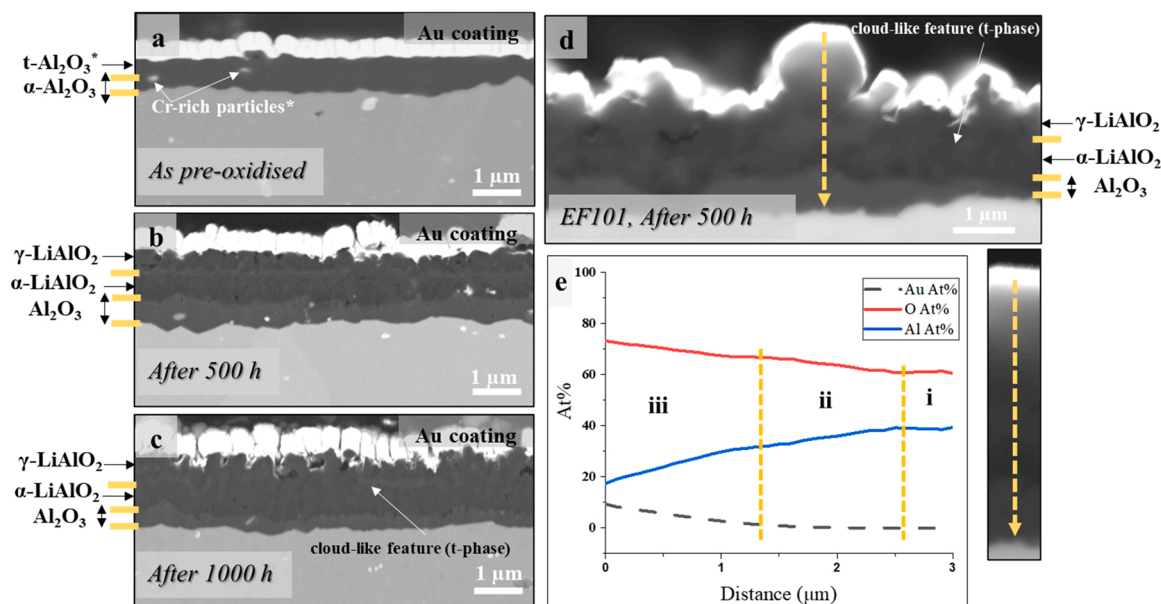 a
Au coating
t-Al₂O₃*
α-Al₂O₃
Cr-rich particles*
As pre-oxidised
1 μm
b
Au coating
γ-LiAlO₂
α-LiAlO₂
Al₂O₃
After 500 h
1 μm
c
Au coating
γ-LiAlO₂
α-LiAlO₂
Al₂O₃
cloud-like feature (t-phase)
After 1000 h
1 μm
d
cloud-like feature (t-phase)
γ-LiAlO₂
α-LiAlO₂
Al₂O₃
EF101, After 500 h
1 μm
e
100
80
60
40
20
0
At%
Au At%
O At%
Al At%
iii
ii
i
0
1
2
3
Distance (μm)